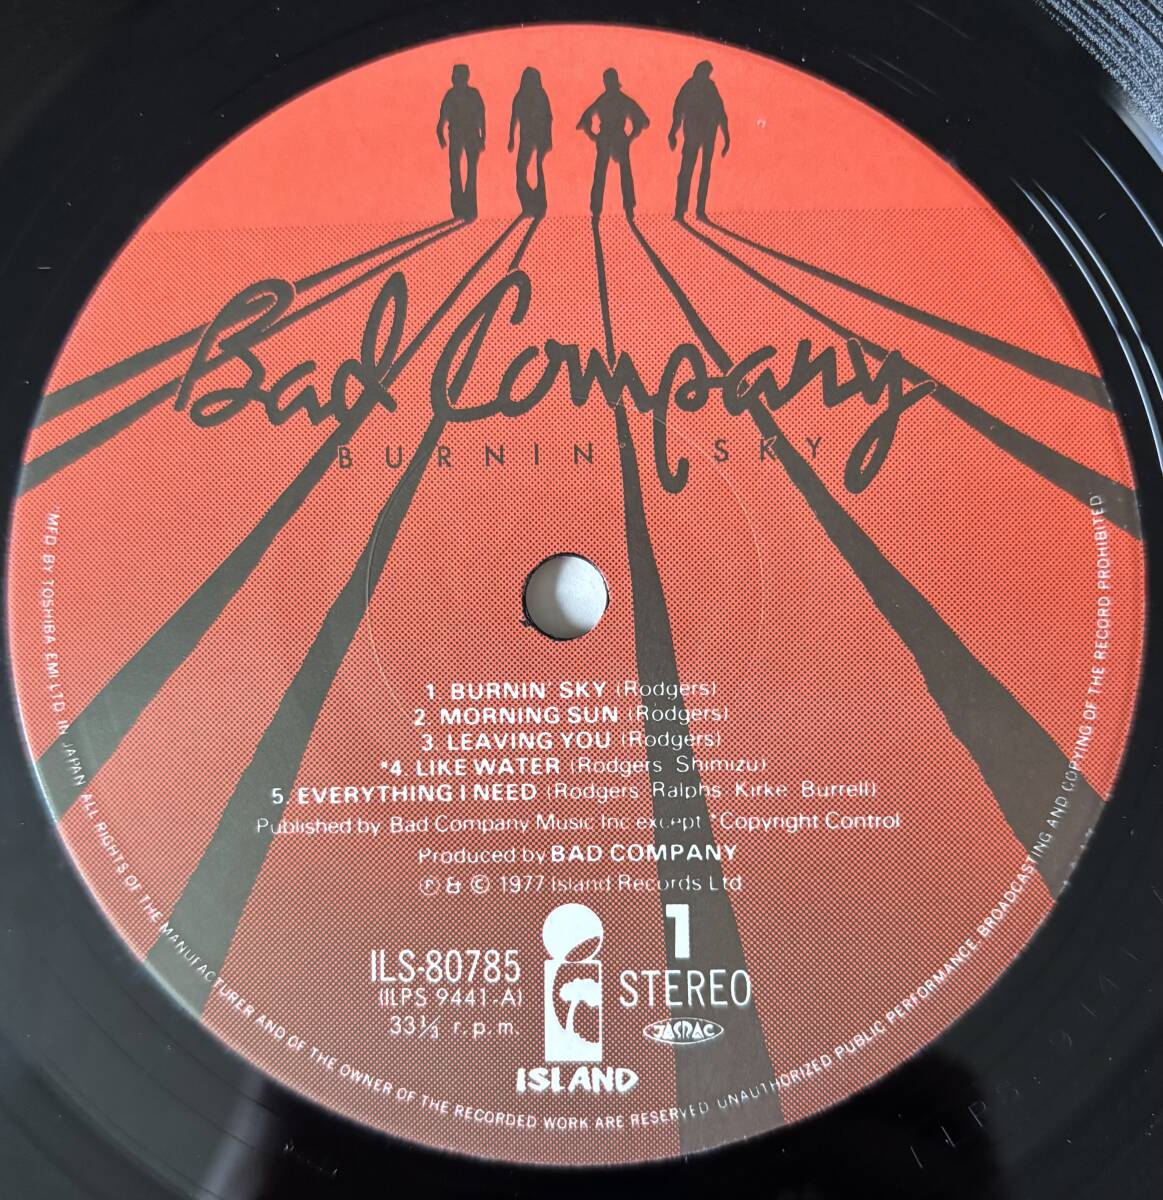 Bad Company
BURNIN' SKY
1. BURNIN' SKY (Rodgers)
2. MORNING SUN (Rodgers)
3. LEAVING YOU (Rodgers)
*4. LIKE WATER (Rodgers Shimizu)
5. EVERYTHING I NEED (Rodgers Ralphs Kirke Burrell)
Published by Bad Company Music Inc except *Copyright Control
Produced by BAD COMPANY
℗ & © 1977 Island Records Ltd
ILS-80785
(ILPS 9441-A)
33⅓ r.p.m.
1
STEREO
JASRAC
ISLAND
MFD BY TOSHIBA EMI LTD. IN JAPAN ALL RIGHTS OF THE MANUFACTURER AND OF THE OWNER OF THE RECORDED WORK ARE RESERVED UNAUTHORIZED PUBLIC PERFORMANCE, BROADCASTING AND COPYING OF THE RECORD PROHIBITED